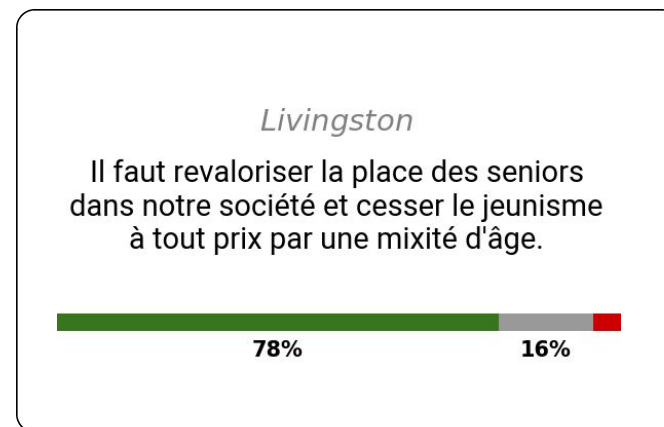 Livingston
Il faut revaloriser la place des seniors
dans notre société et cesser le jeunisme
à tout prix par une mixité d'âge.
78% 16%